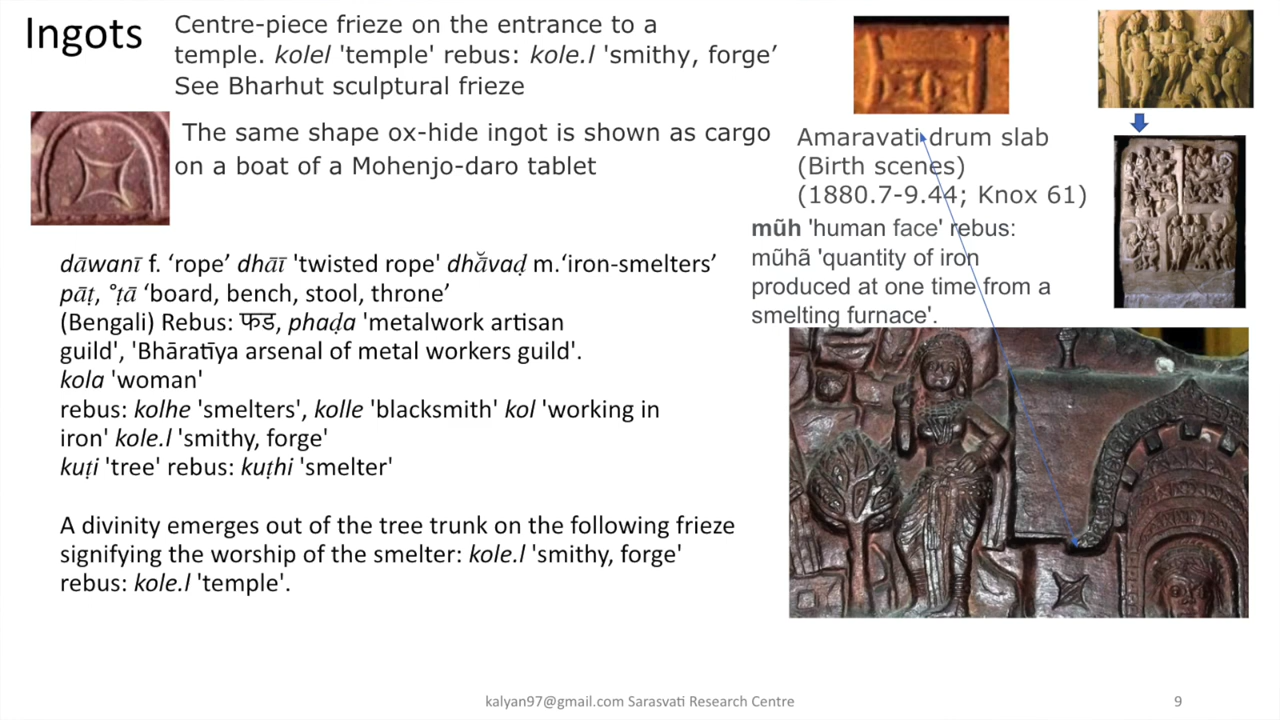 Ingots
Centre-piece frieze on the entrance to a
temple. kolel 'temple' rebus: kole.l 'smithy, forge’
See Bharhut sculptural frieze
The same shape ox-hide ingot is shown as cargo
on a boat of a Mohenjo-daro tablet
Amaravati drum slab
(Birth scenes)
(1880.7-9.44; Knox 61)
mũh 'human face' rebus:
mũhã 'quantity of iron
produced at one time from a
smelting furnace'.
dāwanī f. ‘rope’ dhāī 'twisted rope' dhā̆vaḍ m.‘iron-smelters’
pāṭ, °ṭā ‘board, bench, stool, throne’
(Bengali) Rebus: फड, phaḍa 'metalwork artisan
guild', 'Bhāratīya arsenal of metal workers guild'.
kola 'woman'
rebus: kolhe 'smelters', kolle 'blacksmith' kol 'working in
iron' kole.l 'smithy, forge'
kuṭi 'tree' rebus: kuṭhi 'smelter'
A divinity emerges out of the tree trunk on the following frieze
signifying the worship of the smelter: kole.l 'smithy, forge'
rebus: kole.l 'temple'.
kalyan97@gmail.com Sarasvati Research Centre
9